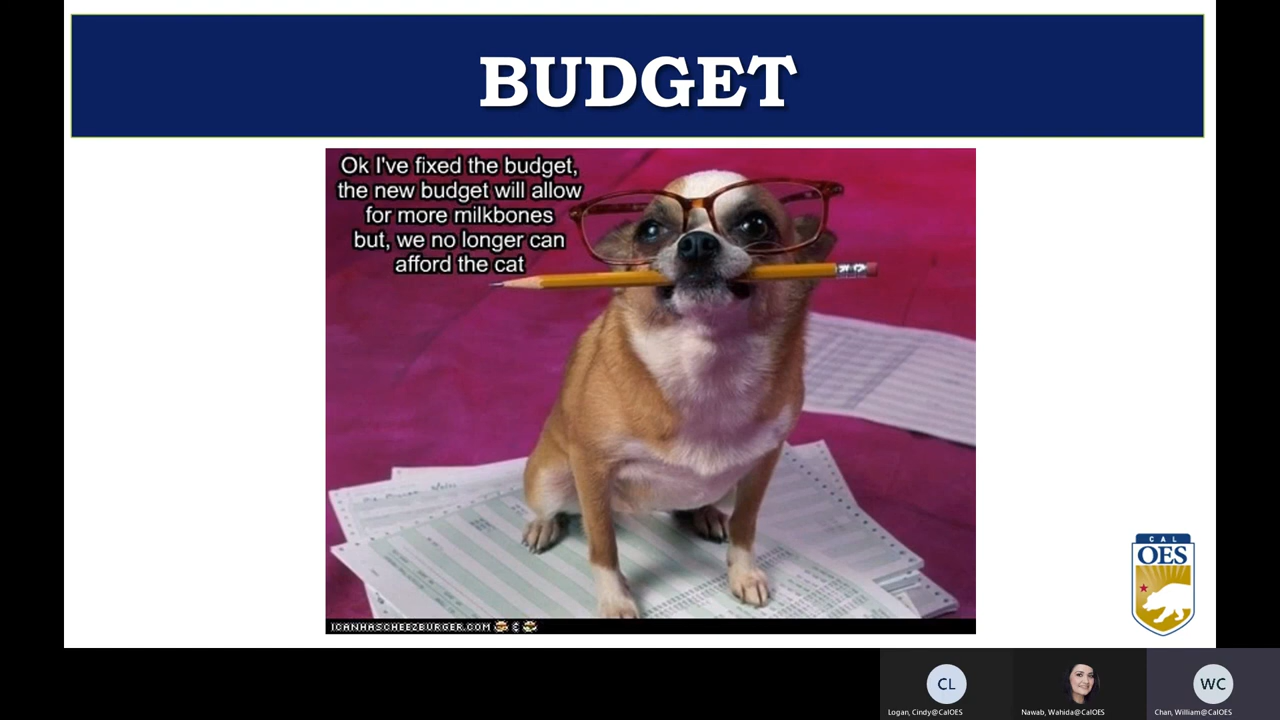 BUDGET
Ok I've fixed the budget,
the new budget will allow
for more milkbones
but, we no longer can
afford the cat
ICANHASCHEEZBURGER.COM
CAL
OES
CL
WC
Logan, Cindy@CalOES
Nawab, Wahida@CalOES
Chan, William@CalOES